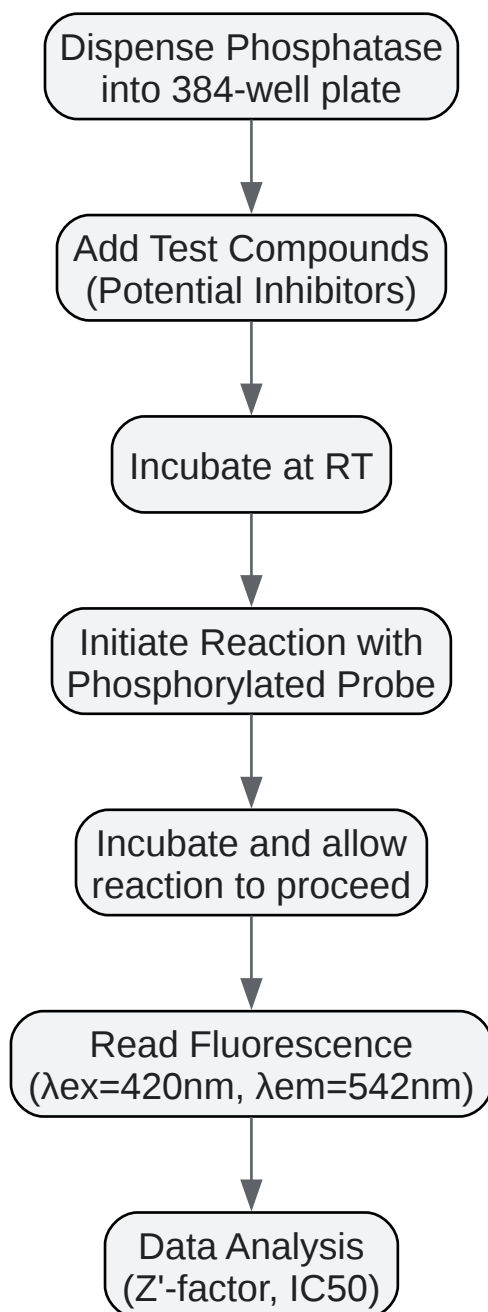 Dispense Phosphatase
into 384-well plate
Add Test Compounds
(Potential Inhibitors)
Incubate at RT
Initiate Reaction with
Phosphorylated Probe
Incubate and allow
reaction to proceed
Read Fluorescence
(λex=420nm, λem=542nm)
Data Analysis
(Z'-factor, IC50)